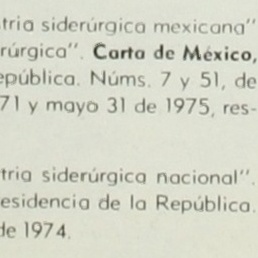 tria siderúrgica mexicana"
rúrgica". Carta de México,
epública. Núms. 7 y 51, de
71 y mayo 31 de 1975, res-
tria siderúrgica nacional".
residencia de la República.
de 1974.